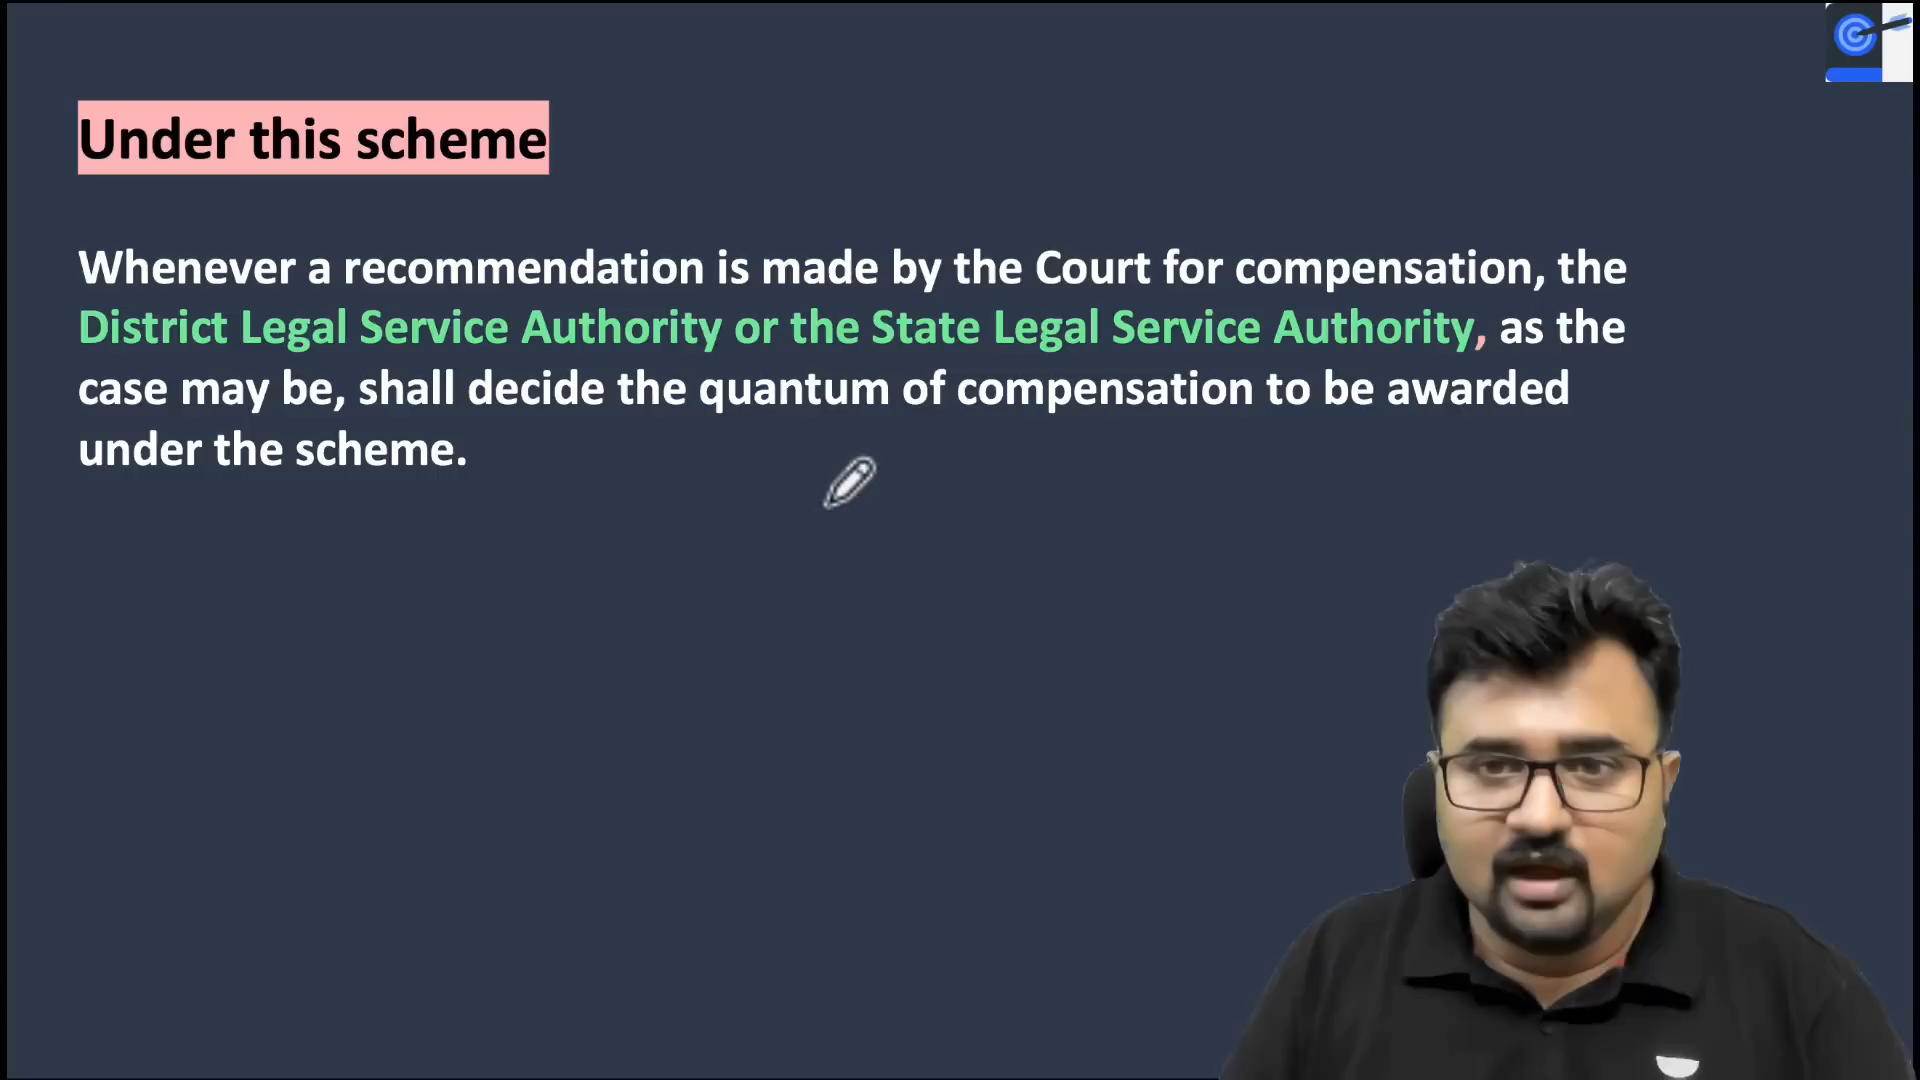 Under this scheme
Whenever a recommendation is made by the Court for compensation, the
District Legal Service Authority or the State Legal Service Authority, as the
case may be, shall decide the quantum of compensation to be awarded
under the scheme.